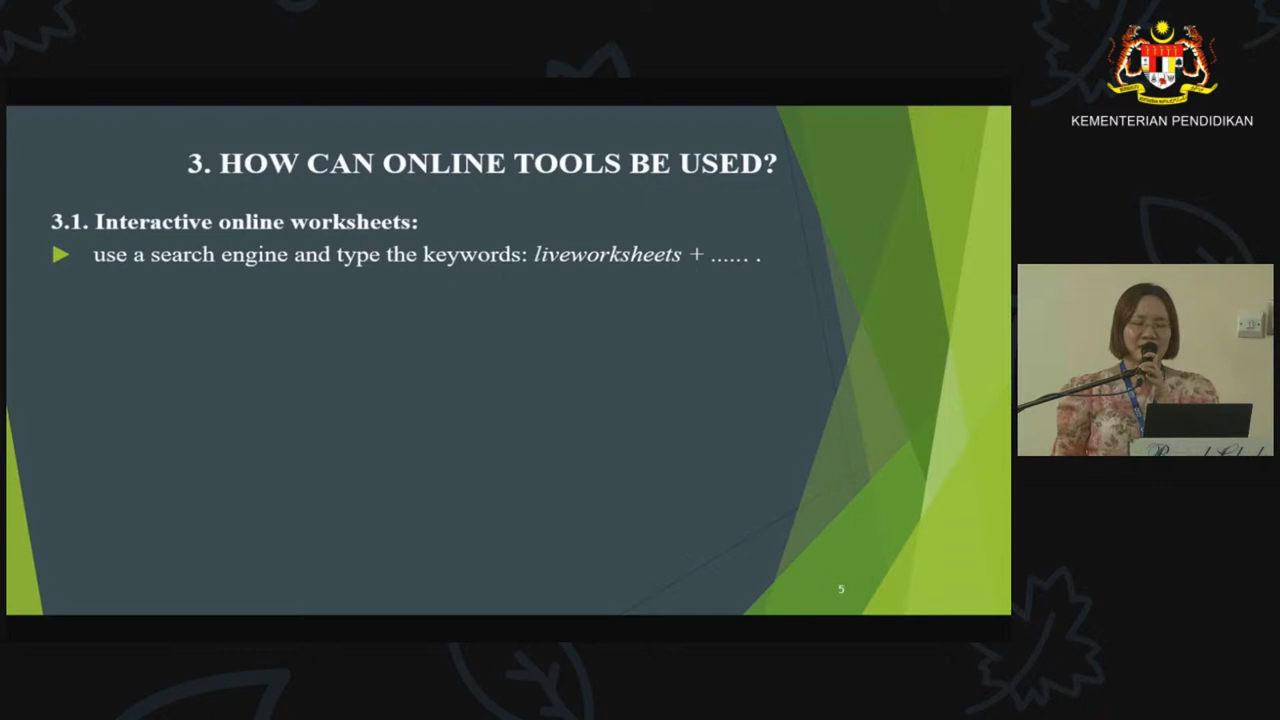 KEMENTERIAN PENDIDIKAN
3. HOW CAN ONLINE TOOLS BE USED?
3.1. Interactive online worksheets:
use a search engine and type the keywords: liveworksheets + ...... .
5